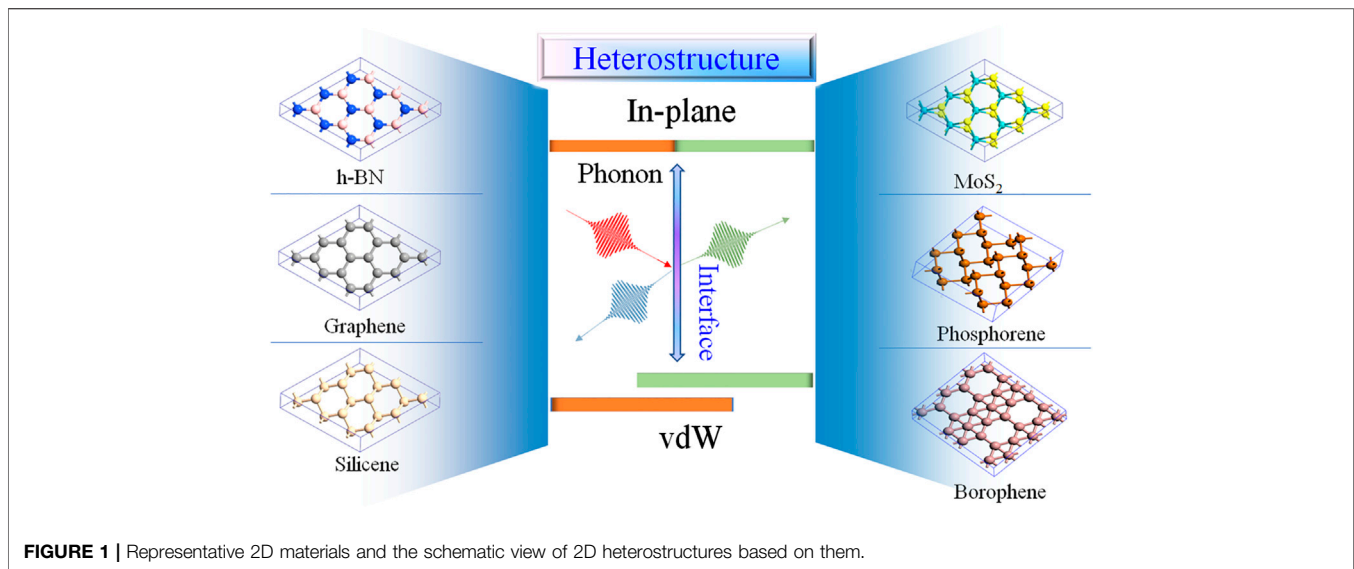 Heterostructure
In-plane
h-BN
Graphene
Silicene
Phonon
Interface
vdW
MoS₂
Phosphorene
Borophene
FIGURE 1 | Representative 2D materials and the schematic view of 2D heterostructures based on them.